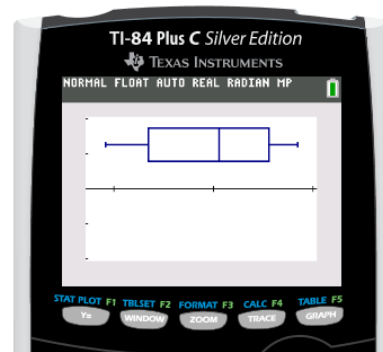 TI-84 Plus C Silver Edition
TEXAS INSTRUMENTS
NORMAL FLOAT AUTO REAL RADIAN MP
STAT PLOT F1 TBLSET F2 FORMAT F3 CALC F4 TABLE F5
Y= WINDOW ZOOM TRACE GRAPH